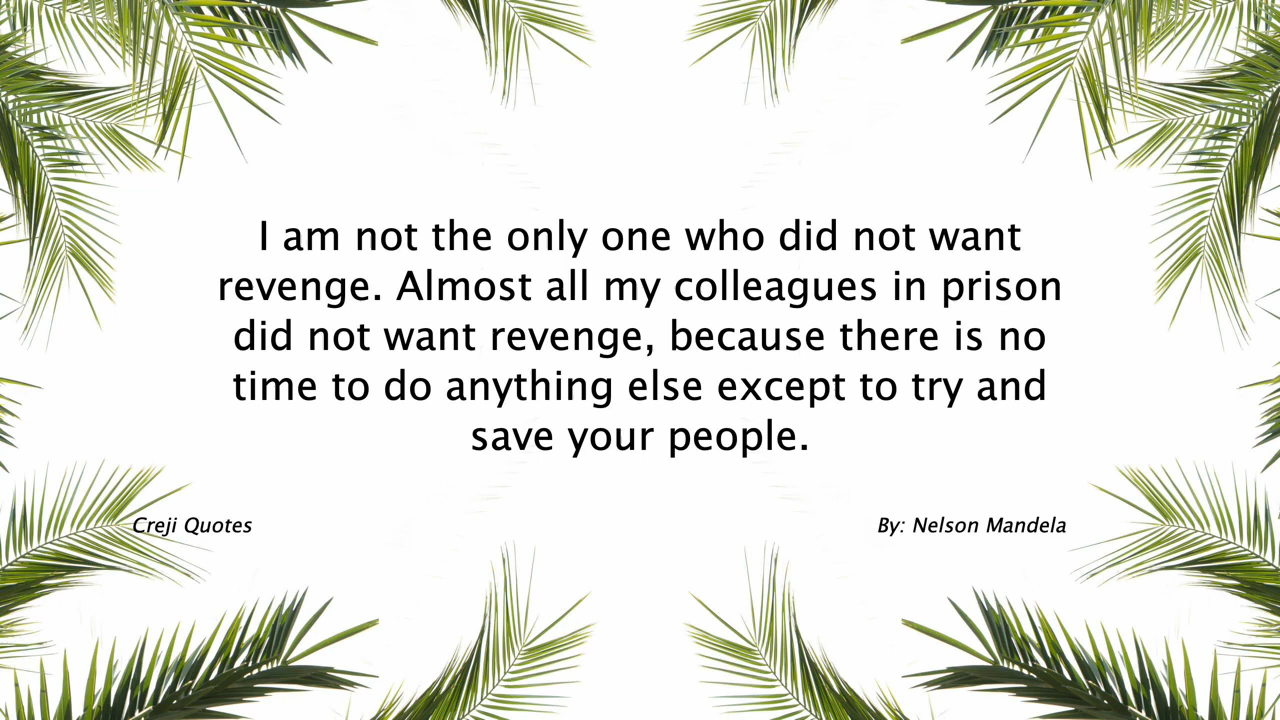 I am not the only one who did not want
revenge. Almost all my colleagues in prison
did not want revenge, because there is no
time to do anything else except to try and
save your people.
Creji Quotes
By: Nelson Mandela